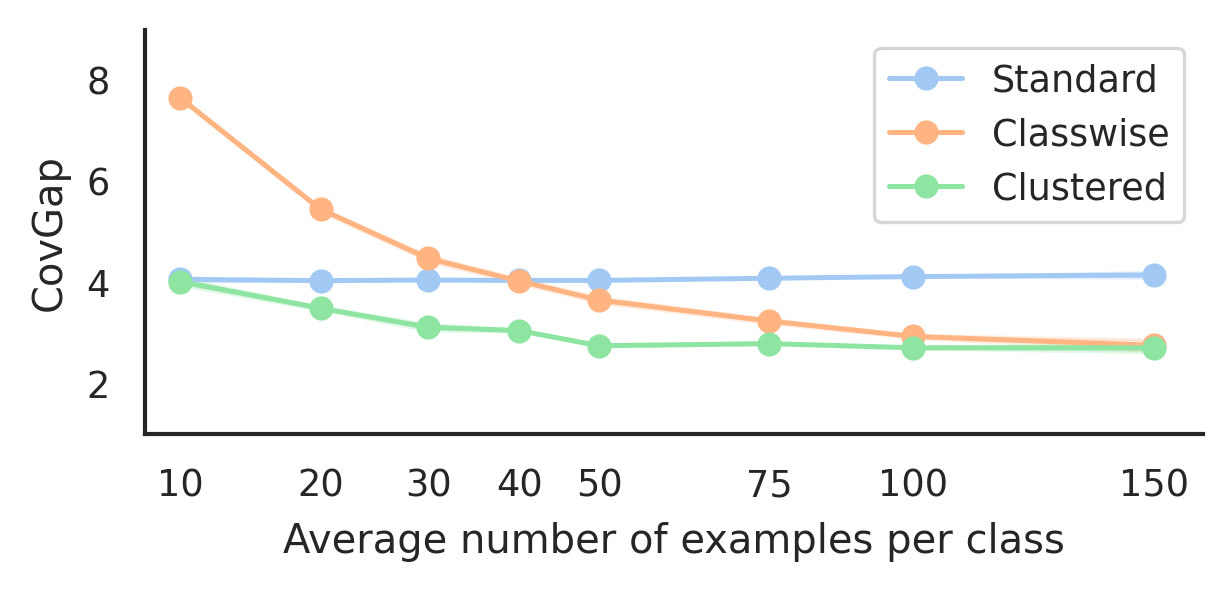 8
6
4
2
CovGap
Standard
Classwise
Clustered
10 20 30 40 50 75 100 150
Average number of examples per class